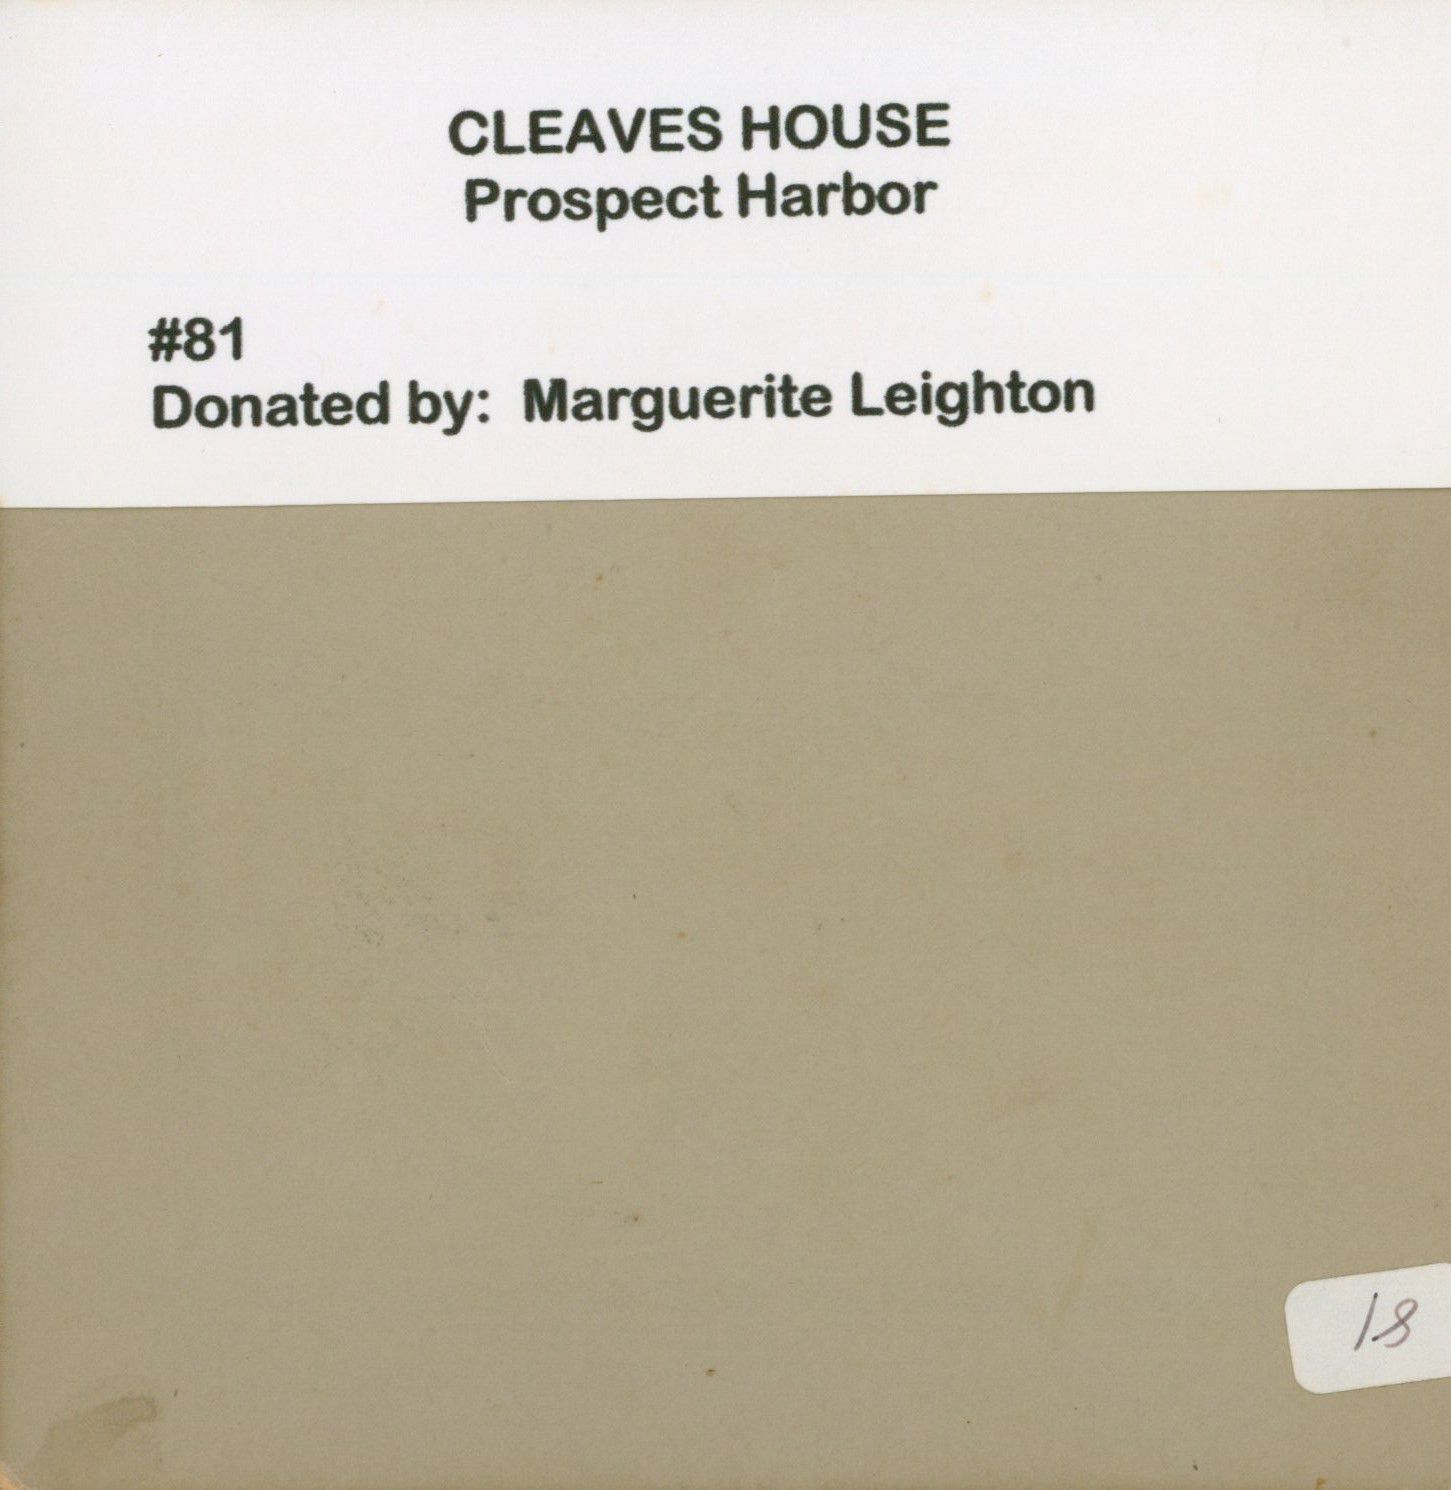 CLEAVES HOUSE
Prospect Harbor
#81
Donated by: Marguerite Leighton
18